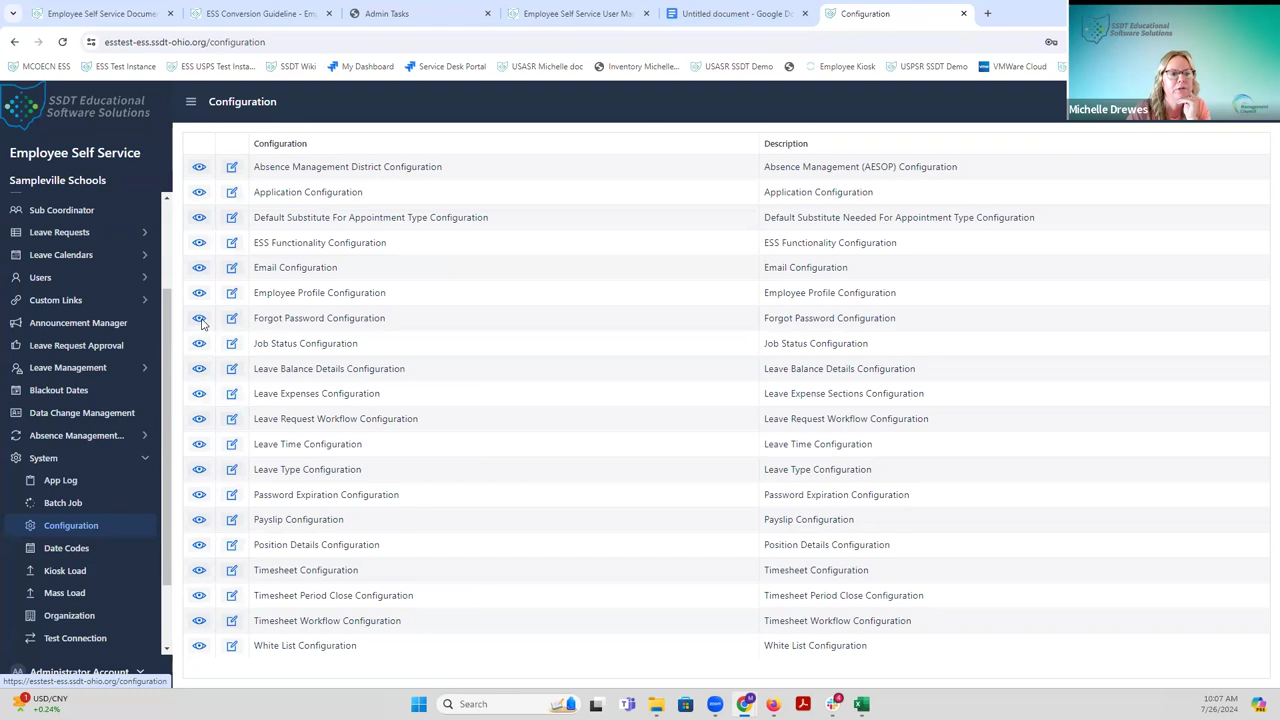 Employee Self Service Documen
ESS Conversion Guideline - Em
Admin Tasks
Employee Self Service User Ma
Untitled document - Google Do
Configuration
esstest-ess.ssdt-ohio.org/configuration
MCOECN ESS
ESS Test Instance
ESS USPS Test Insta...
SSDT Wiki
My Dashboard
Service Desk Portal
USASR Michelle doc
Inventory Michelle...
USASR SSDT Demo
Employee Kiosk
USPSR SSDT Demo
VMWare Cloud
SSDT Educational
Software Solutions
Michelle Drewes
Management
Council
SSDT Educational
Software Solutions
Configuration
Employee Self Service
Sampleville Schools
Sub Coordinator
Leave Requests
Leave Calendars
Users
Custom Links
Announcement Manager
Leave Request Approval
Leave Management
Blackout Dates
Data Change Management
Absence Management...
System
App Log
Batch Job
Configuration
Date Codes
Kiosk Load
Mass Load
Organization
Test Connection
AA Administrator Account
https://esstest-ess.ssdt-ohio.org/configuration
Configuration Description
Absence Management District Configuration Absence Management (AESOP) Configuration
Application Configuration Application Configuration
Default Substitute For Appointment Type Configuration Default Substitute Needed For Appointment Type Configuration
ESS Functionality Configuration ESS Functionality Configuration
Email Configuration Email Configuration
Employee Profile Configuration Employee Profile Configuration
Forgot Password Configuration Forgot Password Configuration
Job Status Configuration Job Status Configuration
Leave Balance Details Configuration Leave Balance Details Configuration
Leave Expenses Configuration Leave Expense Sections Configuration
Leave Request Workflow Configuration Leave Request Workflow Configuration
Leave Time Configuration Leave Time Configuration
Leave Type Configuration Leave Type Configuration
Password Expiration Configuration Password Expiration Configuration
Payslip Configuration Payslip Configuration
Position Details Configuration Position Details Configuration
Timesheet Configuration Timesheet Configuration
Timesheet Period Close Configuration Timesheet Period Close Configuration
Timesheet Workflow Configuration Timesheet Workflow Configuration
White List Configuration White List Configuration
1
USD/CNY
+0.24%
Search
zoom
4
10:07 AM
7/26/2024